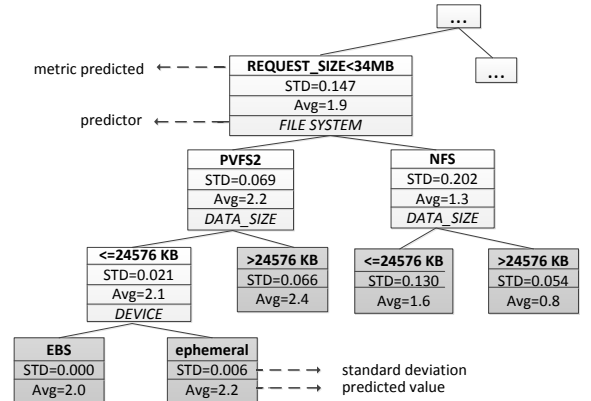 ...
...
metric predicted
predictor
REQUEST_SIZE<34MB
STD=0.147
Avg=1.9
FILE SYSTEM
PVFS2
STD=0.069
Avg=2.2
DATA_SIZE
NFS
STD=0.202
Avg=1.3
DATA_SIZE
<=24576 KB
STD=0.021
Avg=2.1
DEVICE
>24576 KB
STD=0.066
Avg=2.4
<=24576 KB
STD=0.130
Avg=1.6
>24576 KB
STD=0.054
Avg=0.8
EBS
STD=0.000
Avg=2.0
ephemeral
STD=0.006
Avg=2.2
standard deviation
predicted value